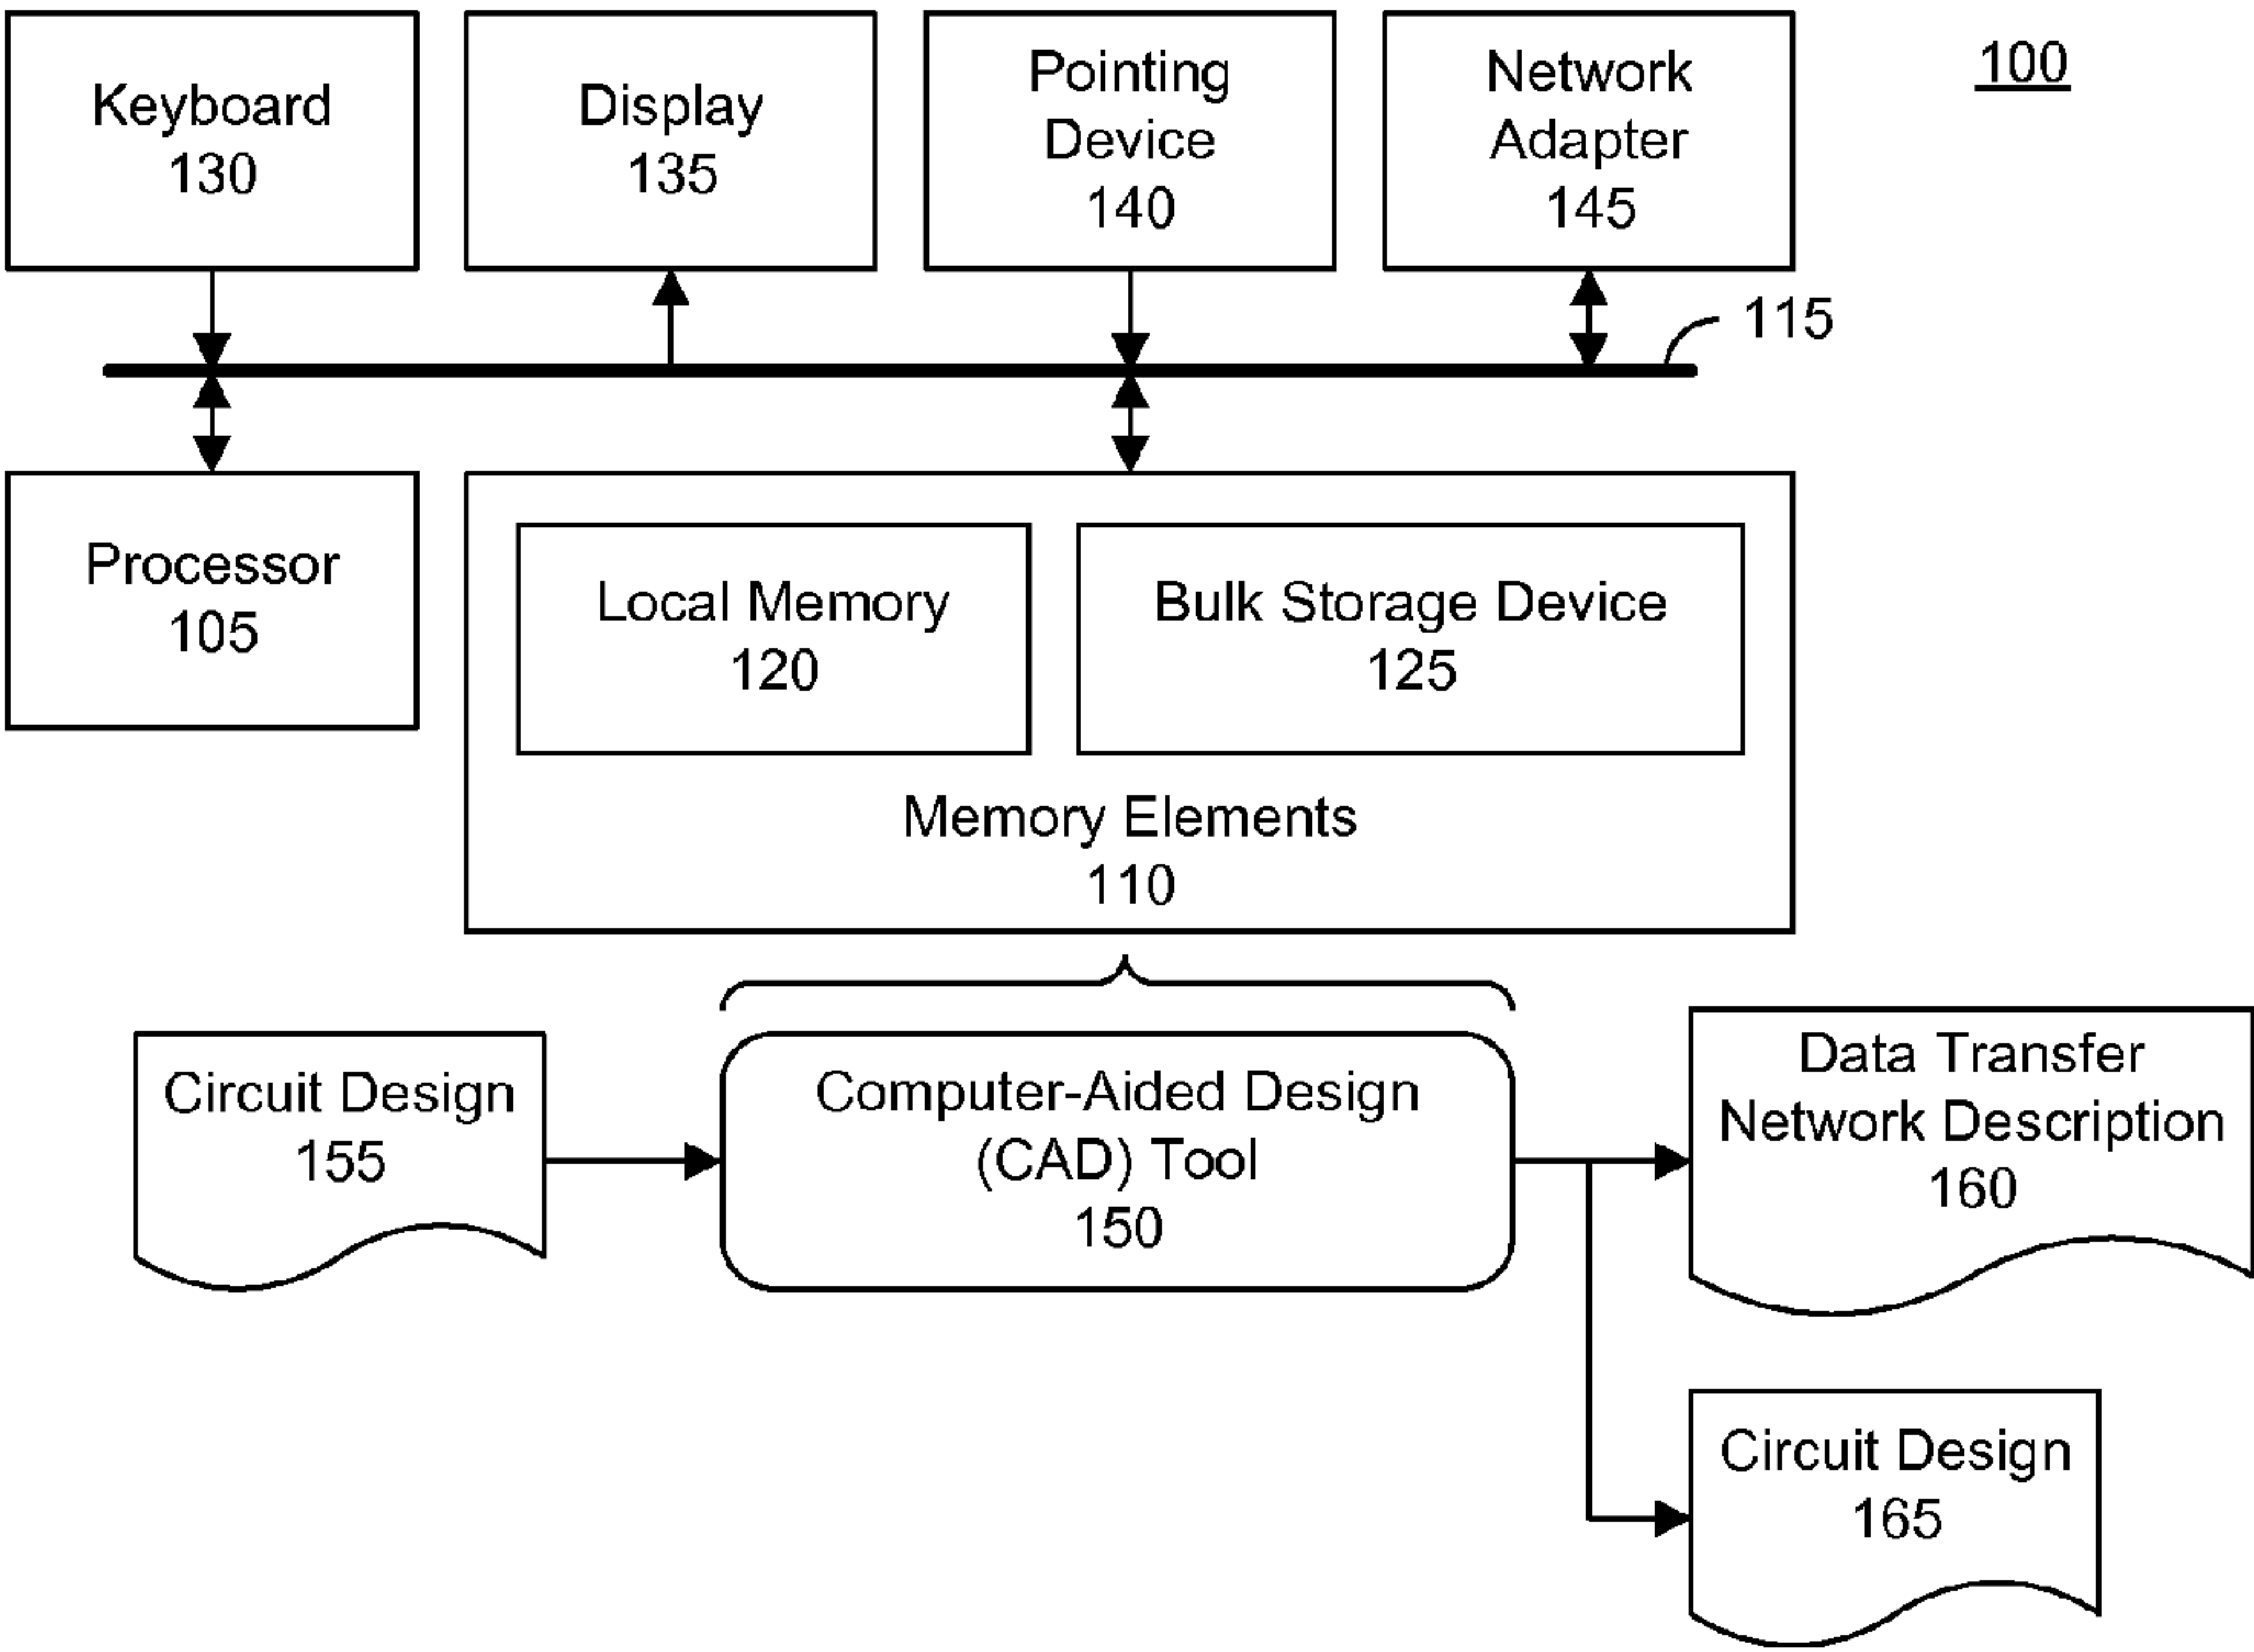 Keyboard
130
Display
135
Pointing
Device
140
Network
Adapter
145
100
115
Processor
105
Local Memory
120
Bulk Storage Device
125
Memory Elements
110
Circuit Design
155
Computer-Aided Design
(CAD) Tool
150
Data Transfer
Network Description
160
Circuit Design
165